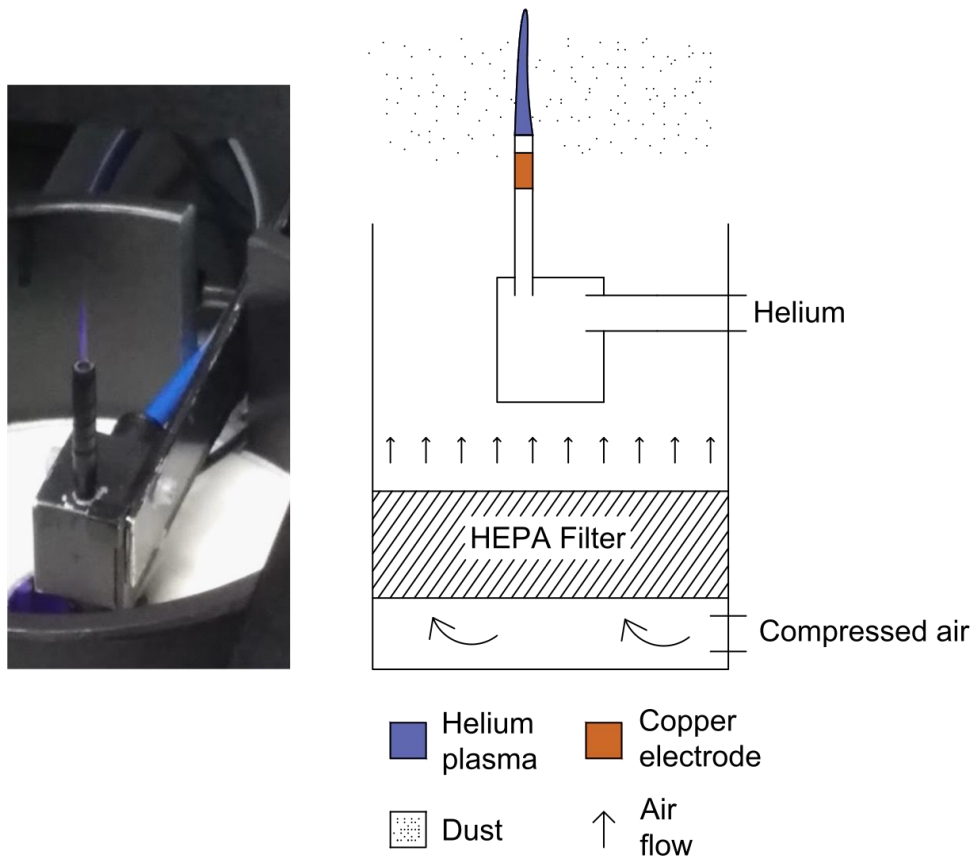 Helium
HEPA Filter
Compressed air
Helium
plasma
Copper
electrode
Dust
Air
flow